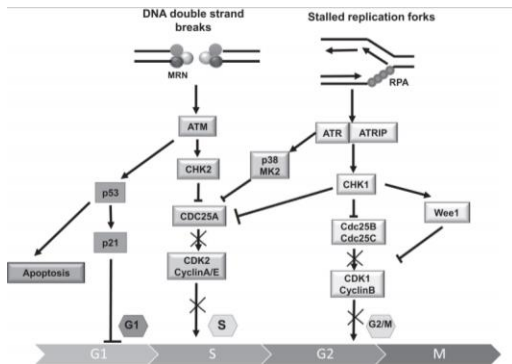 DNA double strand
breaks
Stalled replication forks
MRN
RPA
ATM
ATR
ATRIP
CHK2
p38
MK2
CHK1
p53
CDC25A
Wee1
p21
Cdc25B
Cdc25C
Apoptosis
CDK2
CyclinA/E
CDK1
CyclinB
G1
S
G2/M
G1
S
G2
M